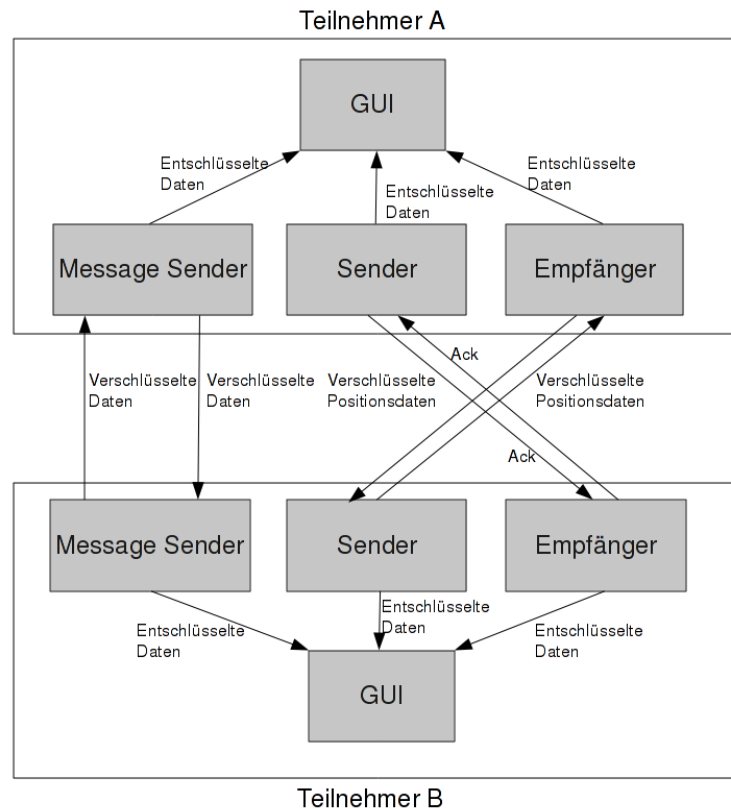 Teilnehmer A
GUI
Entschlüsselte
Daten
Entschlüsselte
Daten
Entschlüsselte
Daten
Message Sender
Sender
Empfänger
Verschlüsselte
Daten
Verschlüsselte
Daten
Verschlüsselte
Positionsdaten
Ack
Verschlüsselte
Positionsdaten
Ack
Message Sender
Sender
Empfänger
Entschlüsselte
Daten
Entschlüsselte
Daten
Entschlüsselte
Daten
GUI
Teilnehmer B